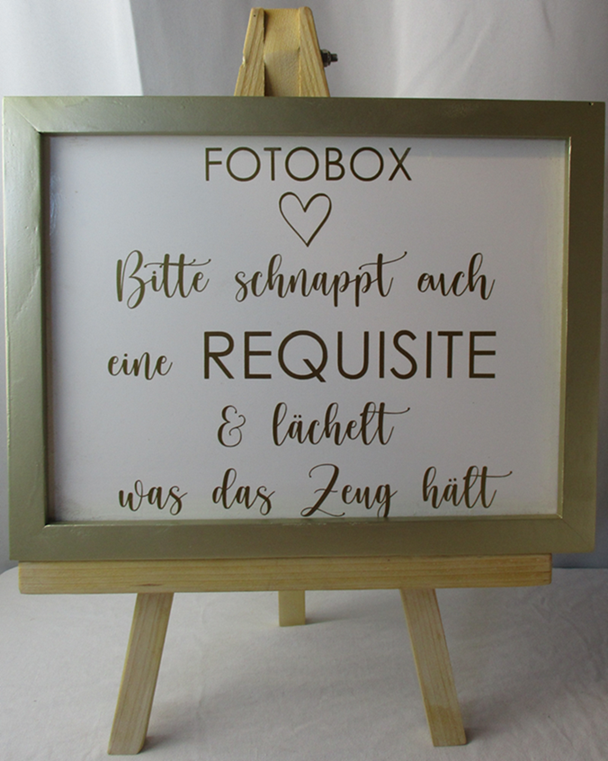 FOTOBOX
Bitte schnappt euch
eine REQUISITE
& lächelt
was das Zeug hält